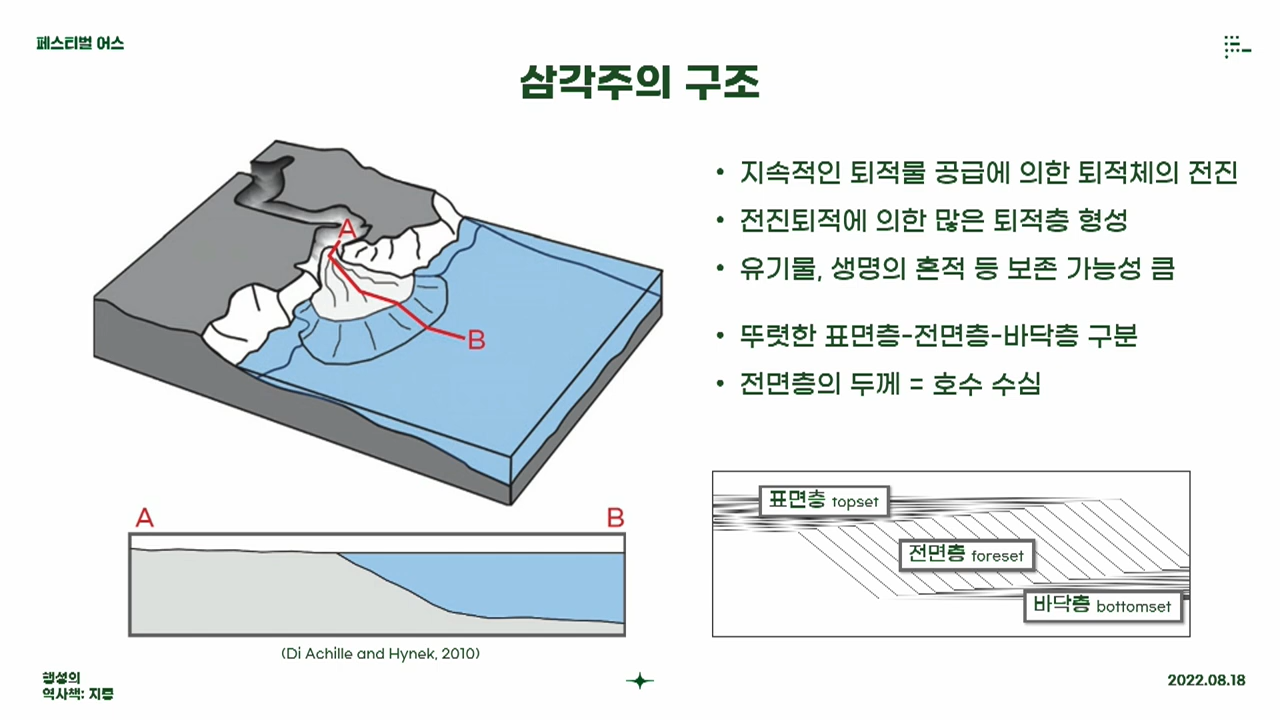 페스티벌 어스
삼각주의 구조
• 지속적인 퇴적물 공급에 의한 퇴적체의 전진
• 전진퇴적에 의한 많은 퇴적층 형성
• 유기물, 생명의 흔적 등 보존 가능성 큼
• 뚜렷한 표면층-전면층-바닥층 구분
• 전면층의 두께 = 호수 수심
A
B
A
B
(Di Achille and Hynek, 2010)
표면층 topset
전면층 foreset
바닥층 bottomset
행성의
역사책: 지층
2022.08.18